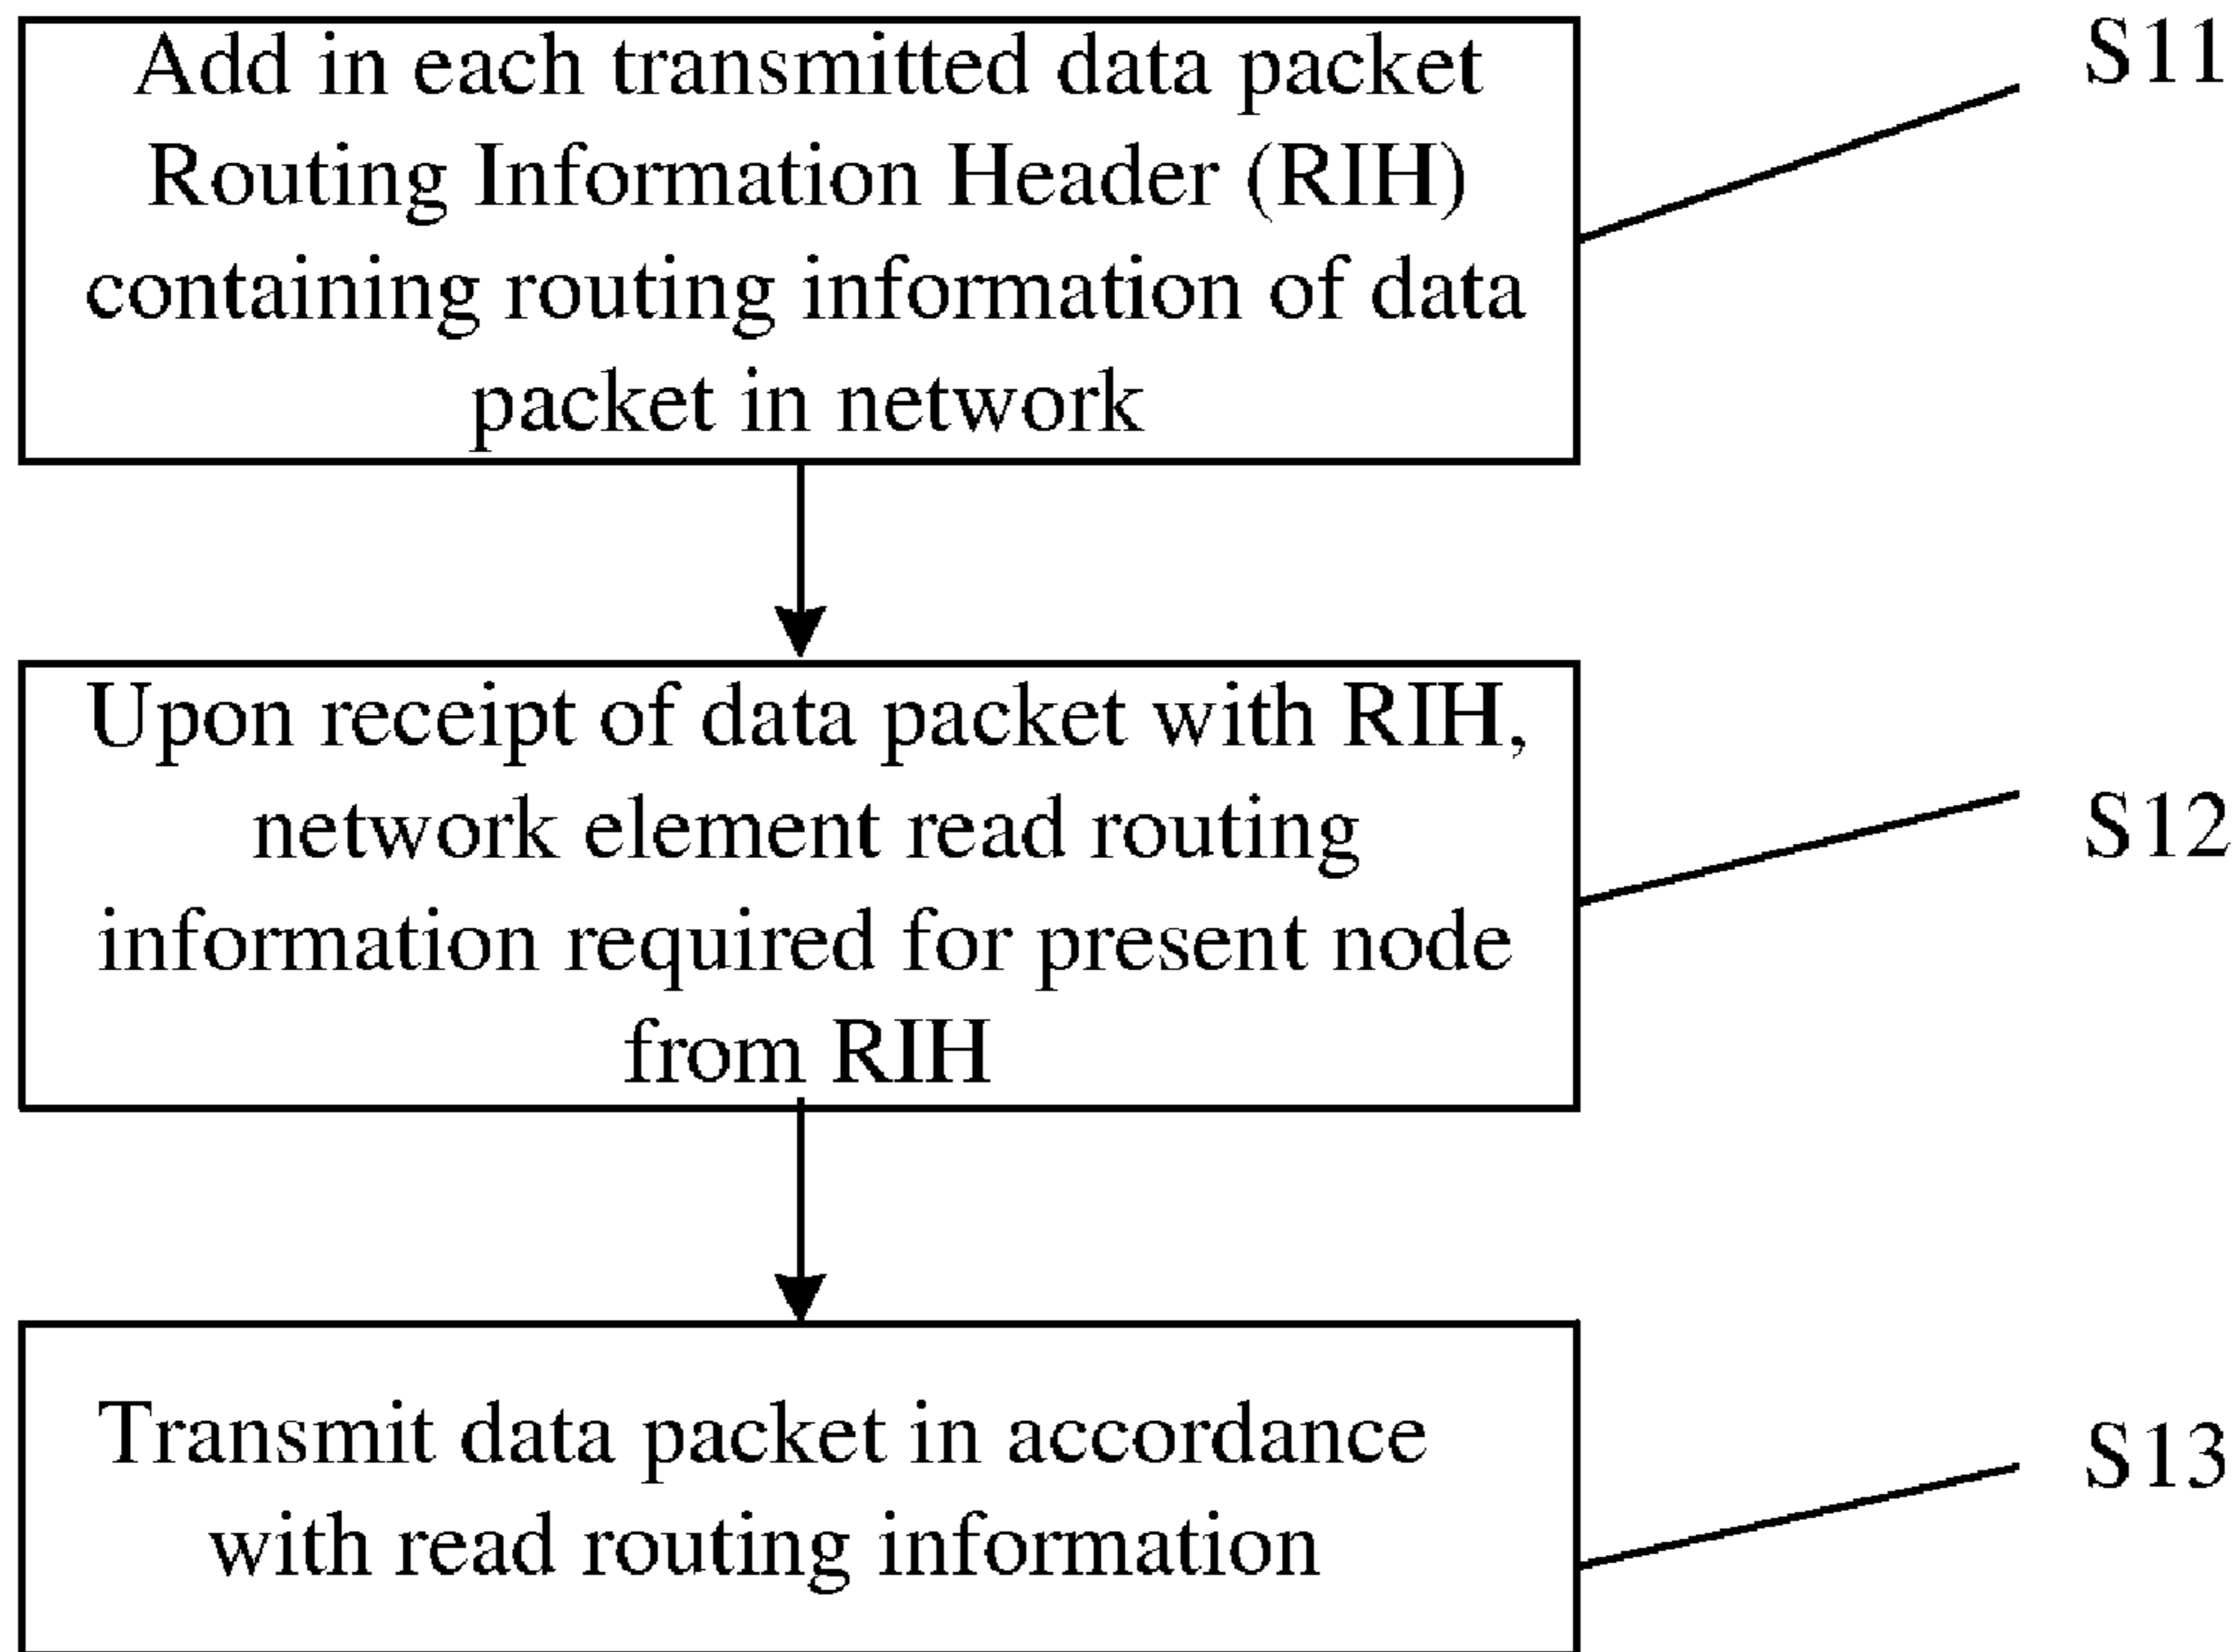 Add in each transmitted data packet
Routing Information Header (RIH)
containing routing information of data
packet in network
S11
Upon receipt of data packet with RIH,
network element read routing
information required for present node
from RIH
S12
Transmit data packet in accordance
with read routing information
S13